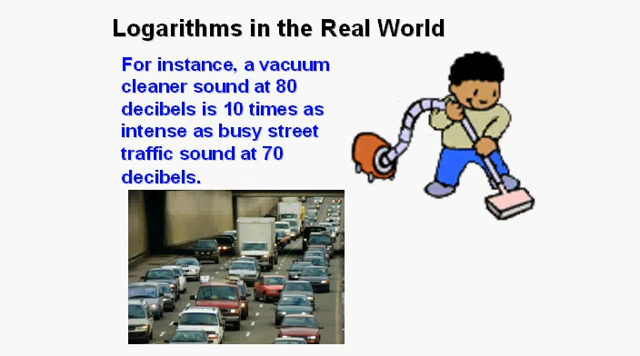 Logarithms in the Real World
For instance, a vacuum
cleaner sound at 80
decibels is 10 times as
intense as busy street
traffic sound at 70
decibels.